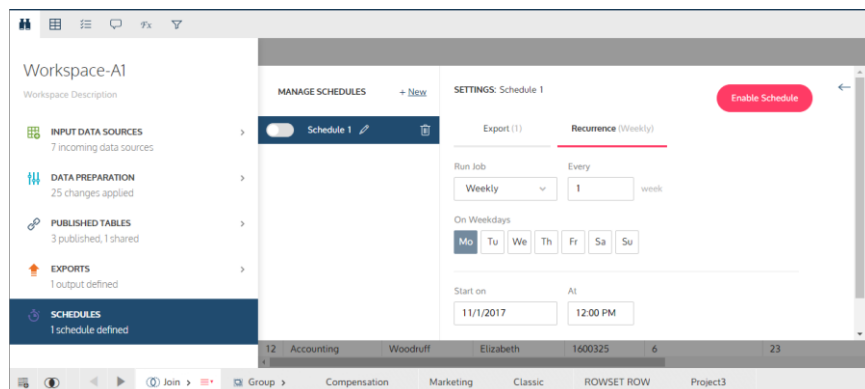 Fx
Workspace-A1
Workspace Description
INPUT DATA SOURCES
7 incoming data sources
DATA PREPARATION
25 changes applied
PUBLISHED TABLES
3 published, 1 shared
EXPORTS
1 output defined
SCHEDULES
1 schedule defined
MANAGE SCHEDULES + New
Schedule 1
SETTINGS: Schedule 1
Enable Schedule
Export (1) Recurrence (Weekly)
Run Job Every
Weekly 1 week
On Weekdays
Mo Tu We Th Fr Sa Su
Start on At
11/1/2017 12:00 PM
12 Accounting Woodruff Elizabeth 1600325 6 23
Join Group Compensation Marketing Classic ROWSET ROW Project3